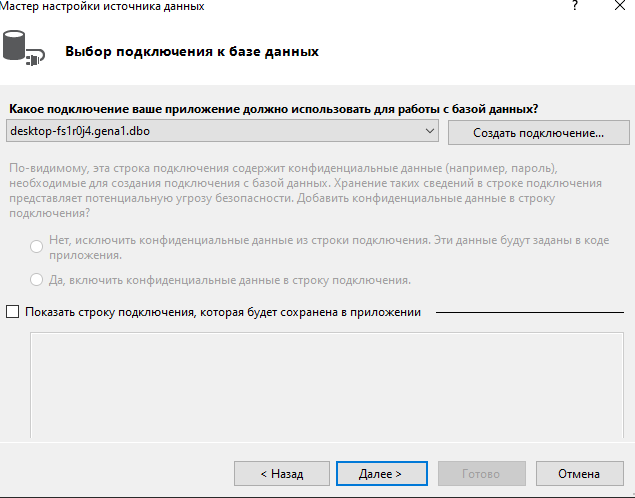 Мастер настройки источника данных
?
Выбор подключения к базе данных
Какое подключение ваше приложение должно использовать для работы с базой данных?
desktop-fs1r0j4.gena1.dbo
Создать подключение...
По-видимому, эта строка подключения содержит конфиденциальные данные (например, пароль),
необходимые для создания подключения с базой данных. Хранение таких сведений в строке подключения
представляет потенциальную угрозу безопасности. Добавить конфиденциальные данные в строку
подключения?
Нет, исключить конфиденциальные данные из строки подключения. Эти данные будут заданы в коде
приложения.
Да, включить конфиденциальные данные в строку подключения.
Показать строку подключения, которая будет сохранена в приложении
< Назад
Далее >
Готово
Отмена